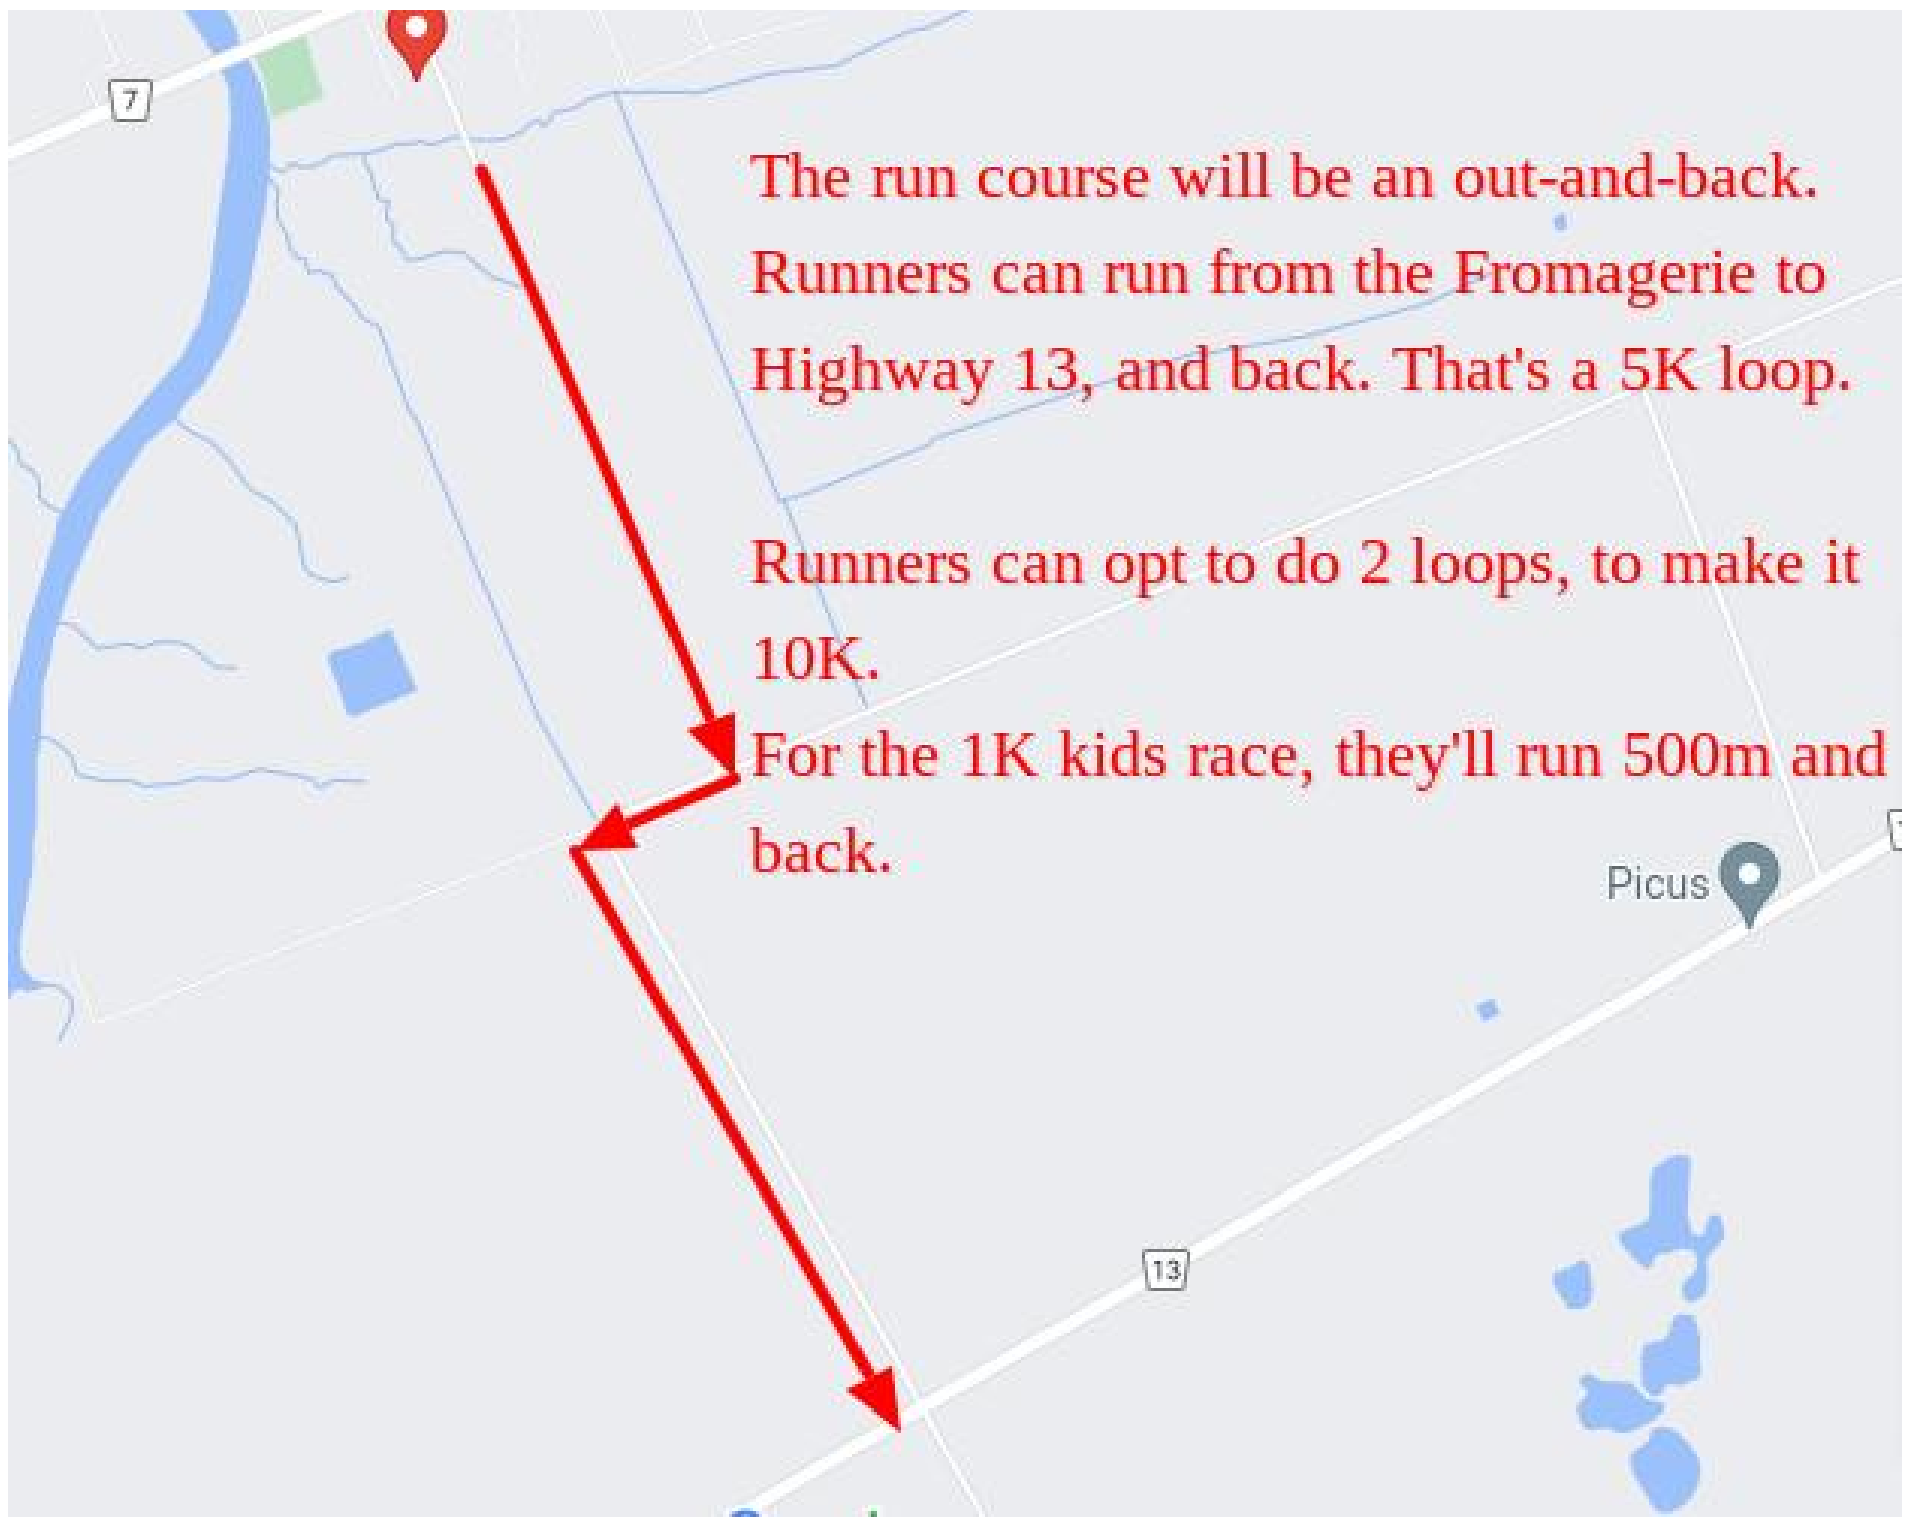 7
The run course will be an out-and-back.
Runners can run from the Fromagerie to
Highway 13, and back. That's a 5K loop.
Runners can opt to do 2 loops, to make it
10K.
For the 1K kids race, they'll run 500m and
back.
Picus
13